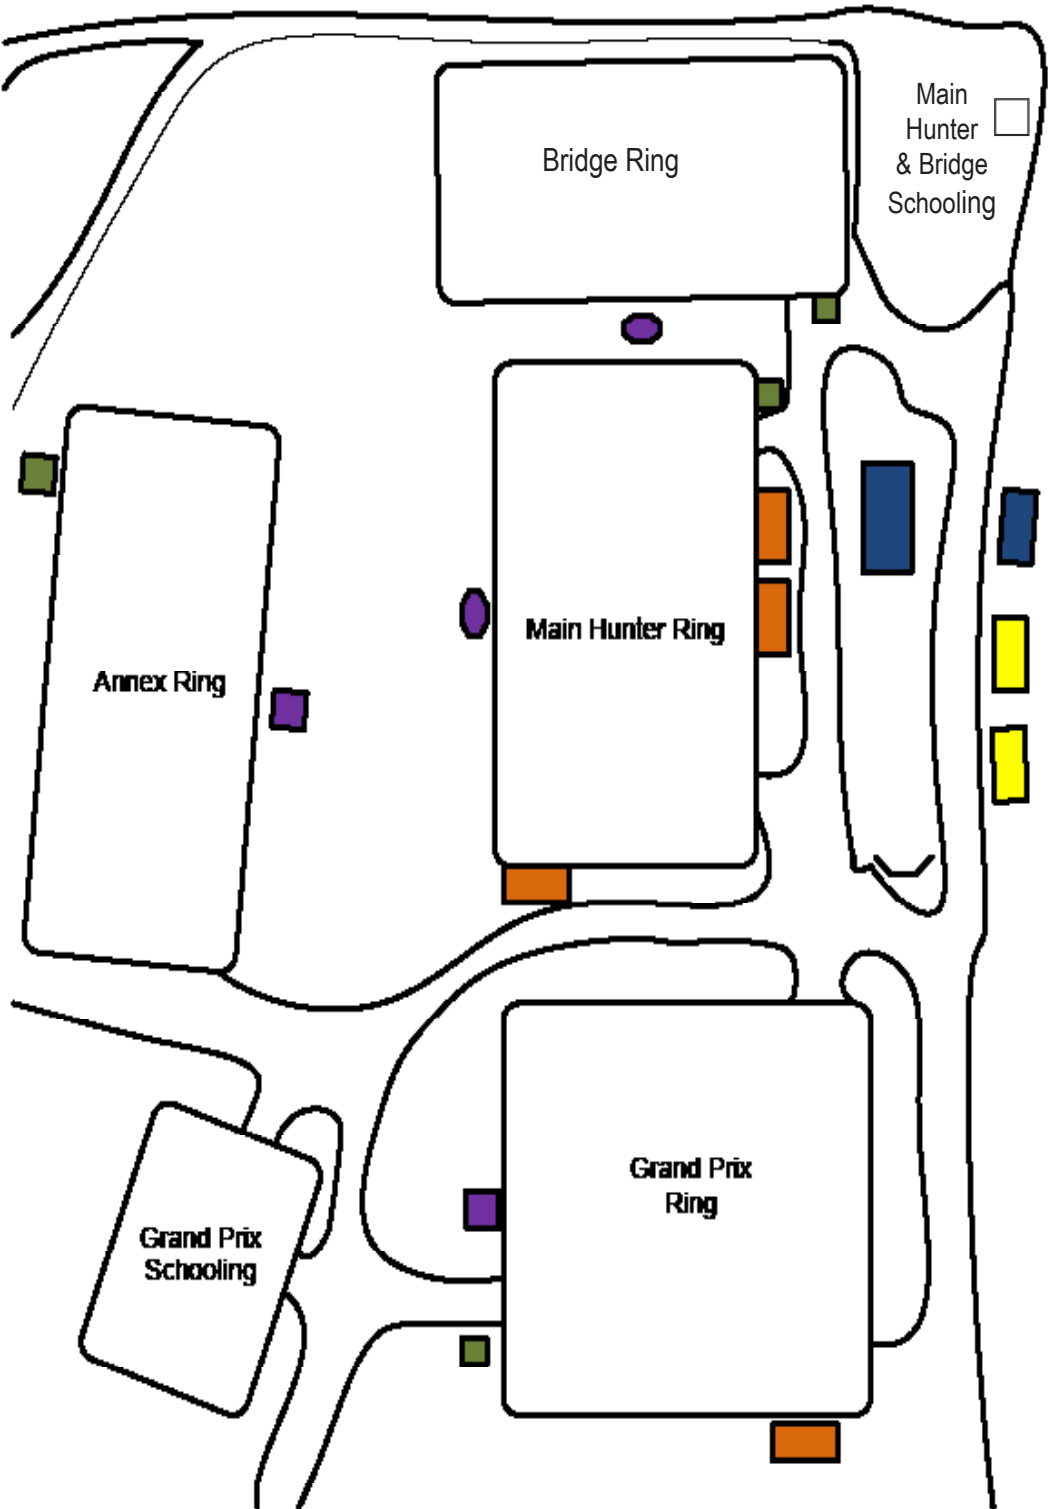 Main
Hunter
& Bridge
Schooling
Bridge Ring
Main Hunter Ring
Annex Ring
Grand Prix
Ring
Grand Prix
Schooling